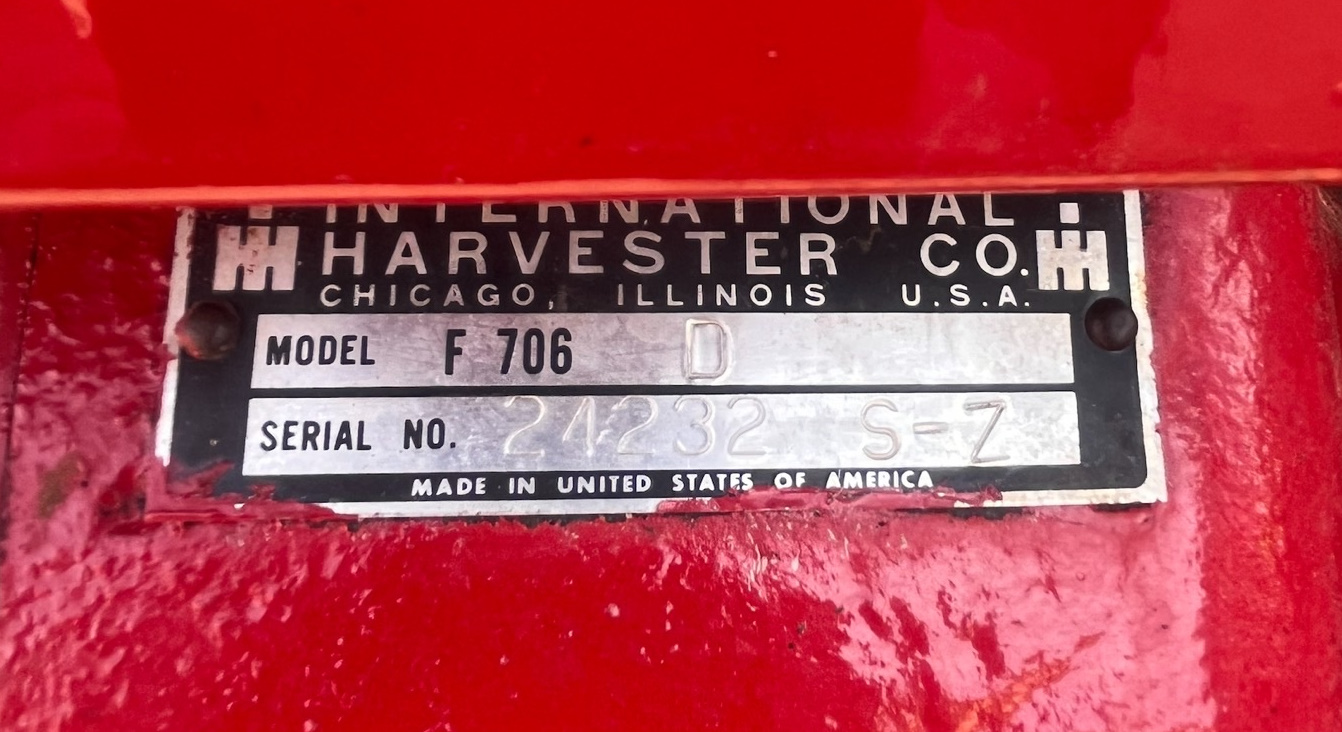 INTERNATIONAL
HARVESTER CO.
CHICAGO, ILLINOIS U.S.A.
MODEL F 706 D
SERIAL NO. 24232 S-Z
MADE IN UNITED STATES OF AMERICA